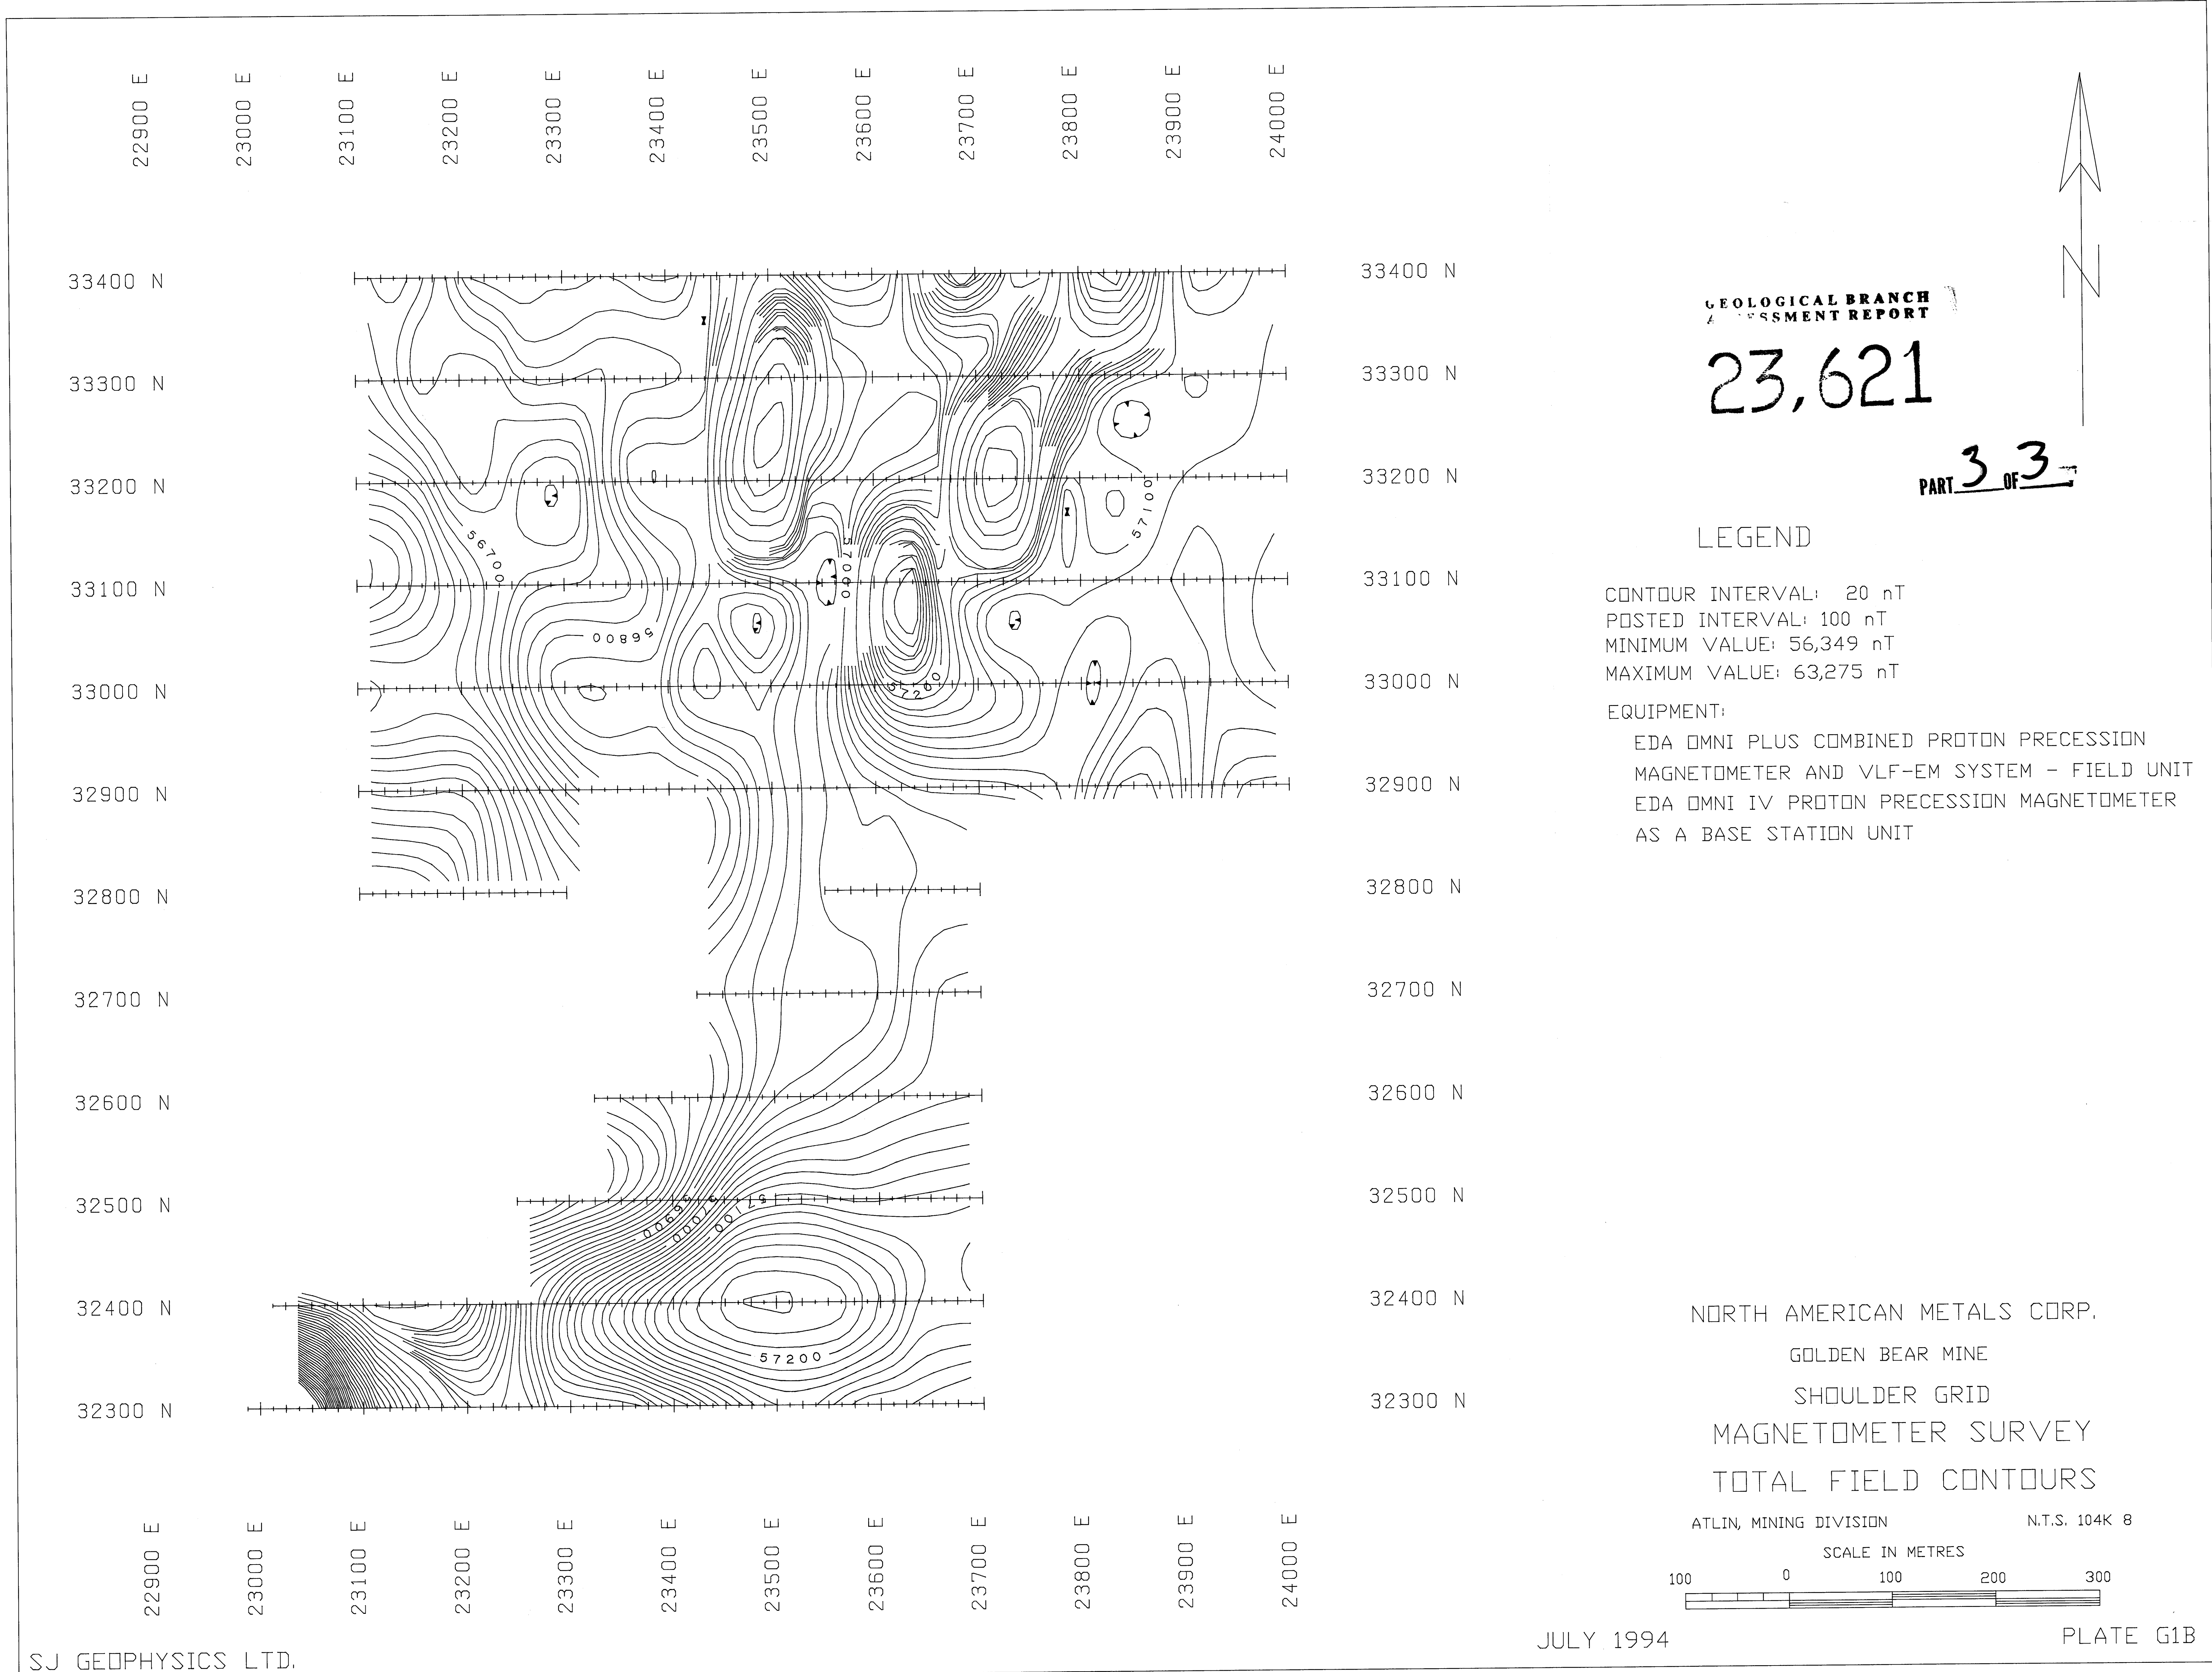 22900 E
23000 E
23100 E
23200 E
23300 E
23400 E
23500 E
23600 E
23700 E
23800 E
23900 E
24000 E
N
33400 N
33400 N
33300 N
33300 N
33200 N
33200 N
33100 N
33100 N
33000 N
33000 N
32900 N
32900 N
32800 N
32800 N
32700 N
32700 N
32600 N
32600 N
32500 N
32500 N
32400 N
32400 N
32300 N
32300 N
56700
56800
57000
57100
57200
56900
57000
57100
57200
GEOLOGICAL BRANCH
ASSESSMENT REPORT
23,621
PART 3 OF 3
LEGEND
CONTOUR INTERVAL: 20 nT
POSTED INTERVAL: 100 nT
MINIMUM VALUE: 56,349 nT
MAXIMUM VALUE: 63,275 nT
EQUIPMENT:
EDA OMNI PLUS COMBINED PROTON PRECESSION
MAGNETOMETER AND VLF-EM SYSTEM - FIELD UNIT
EDA OMNI IV PROTON PRECESSION MAGNETOMETER
AS A BASE STATION UNIT
NORTH AMERICAN METALS CORP.
GOLDEN BEAR MINE
SHOULDER GRID
MAGNETOMETER SURVEY
TOTAL FIELD CONTOURS
ATLIN, MINING DIVISION N.T.S. 104K 8
SCALE IN METRES
100 0 100 200 300
22900 E
23000 E
23100 E
23200 E
23300 E
23400 E
23500 E
23600 E
23700 E
23800 E
23900 E
24000 E
JULY 1994
PLATE G1B
SJ GEOPHYSICS LTD.